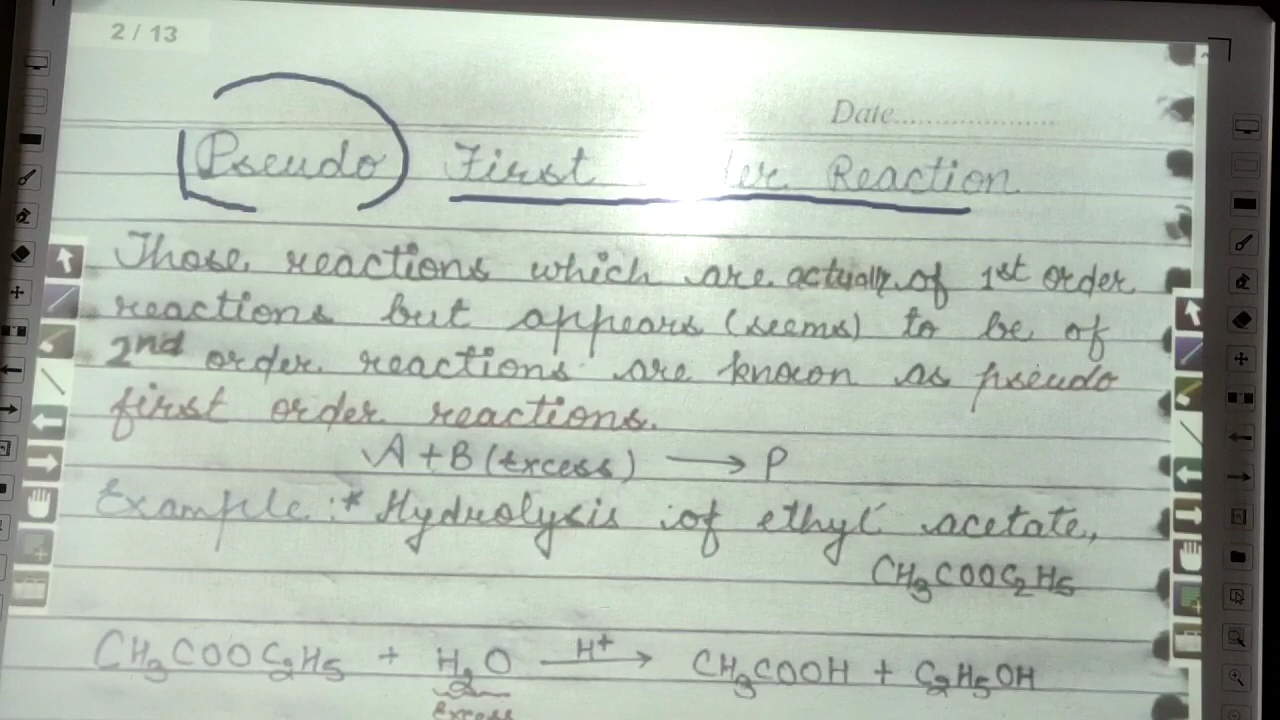 2 / 13
Date....................
Pseudo First Reaction
Those reactions which are actually of 1st order
reactions but appears (seems) to be of
2nd order reactions are known as pseudo
first order reactions.
A + B (Excess) → P
Example :* Hydrolysis of ethyl acetate,
CH₃COOC₂H₅
CH₃COOC₂H₅ + H₂O —H⁺→ CH₃COOH + C₂H₅OH
Excess